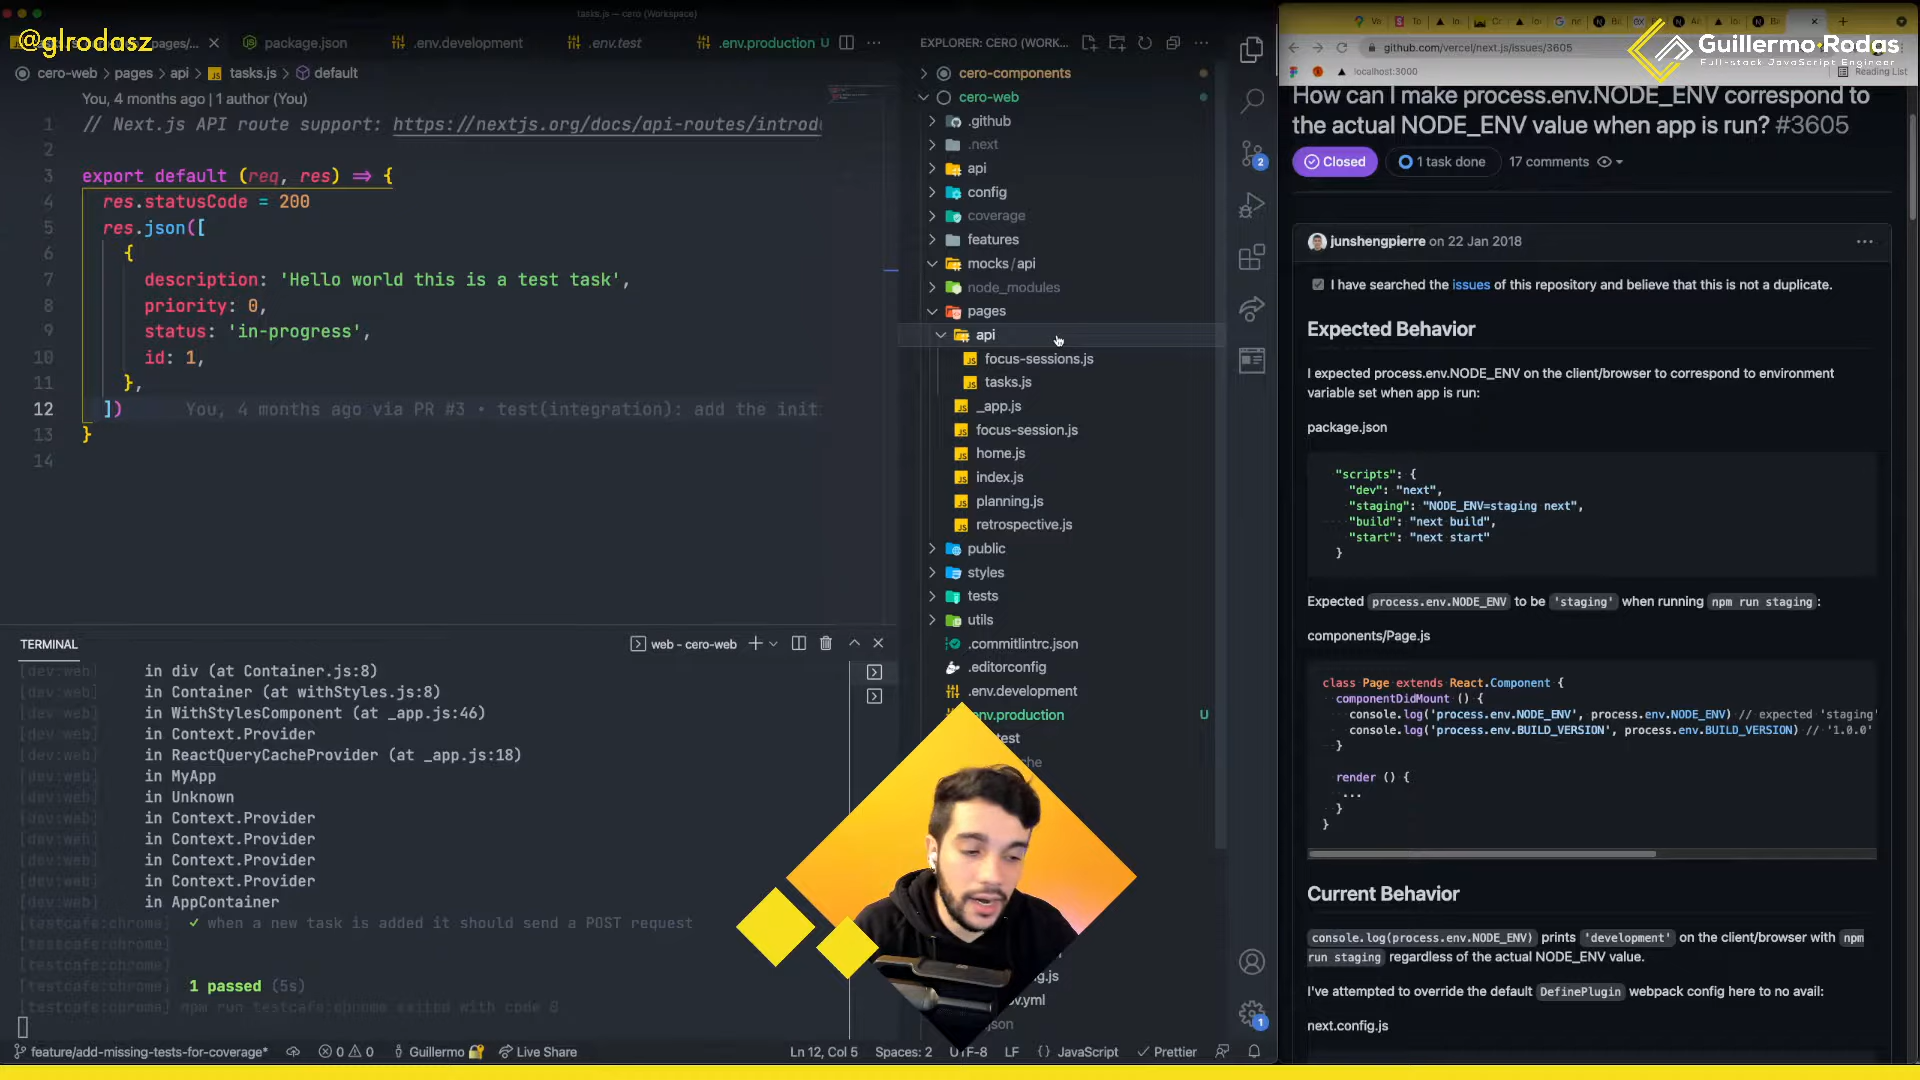 @glrodasz
tasks.js — cero (Workspace)
package.json
.env.development
.env.test
.env.production U
cero-web > pages > api > tasks.js > default
You, 4 months ago | 1 author (You)
1 // Next.js API route support: https://nextjs.org/docs/api-routes/introdu
2
3 export default (req, res) => {
4 res.statusCode = 200
5 res.json([
6 {
7 description: 'Hello world this is a test task',
8 priority: 0,
9 status: 'in-progress',
10 id: 1,
11 },
12 ]) You, 4 months ago via PR #3 • test(integration): add the init
13 }
14
TERMINAL
web - cero-web
[dev:web] in div (at Container.js:8)
[dev:web] in Container (at withStyles.js:8)
[dev:web] in WithStylesComponent (at _app.js:46)
[dev:web] in Context.Provider
[dev:web] in ReactQueryCacheProvider (at _app.js:18)
[dev:web] in MyApp
[dev:web] in Unknown
[dev:web] in Context.Provider
[dev:web] in Context.Provider
[dev:web] in Context.Provider
[dev:web] in Context.Provider
[dev:web] in AppContainer
[testcafe:chrome] ✓ when a new task is added it should send a POST request
[testcafe:chrome]
[testcafe:chrome]
[testcafe:chrome] 1 passed (5s)
[testcafe:chrome] npm run testcafe:chrome exited with code 0
feature/add-missing-tests-for-coverage* 0 0 Guillermo Live Share
Ln 12, Col 5 Spaces: 2 UTF-8 LF {} JavaScript ✓ Prettier
EXPLORER: CERO (WORK...
cero-components
cero-web
.github
.next
api
config
coverage
features
mocks/api
node_modules
pages
api
focus-sessions.js
tasks.js
_app.js
focus-session.js
home.js
index.js
planning.js
retrospective.js
public
styles
tests
utils
.commitlintrc.json
.editorconfig
.env.development
env.production U
2
1
github.com/vercel/next.js/issues/3605
localhost:3000
Reading List
Guillermo Rodas
Full-stack JavaScript Engineer
How can I make process.env.NODE_ENV correspond to
the actual NODE_ENV value when app is run? #3605
Closed 1 task done 17 comments
junshengpierre on 22 Jan 2018
I have searched the issues of this repository and believe that this is not a duplicate.
Expected Behavior
I expected process.env.NODE_ENV on the client/browser to correspond to environment
variable set when app is run:
package.json
"scripts": {
"dev": "next",
"staging": "NODE_ENV=staging next",
"build": "next build",
"start": "next start"
}
Expected process.env.NODE_ENV to be 'staging' when running npm run staging:
components/Page.js
class Page extends React.Component {
componentDidMount () {
console.log('process.env.NODE_ENV', process.env.NODE_ENV) // expected 'staging'
console.log('process.env.BUILD_VERSION', process.env.BUILD_VERSION) // '1.0.0'
}
render () {
...
}
}
Current Behavior
console.log(process.env.NODE_ENV) prints 'development' on the client/browser with npm
run staging regardless of the actual NODE_ENV value.
I've attempted to override the default DefinePlugin webpack config here to no avail:
next.config.js